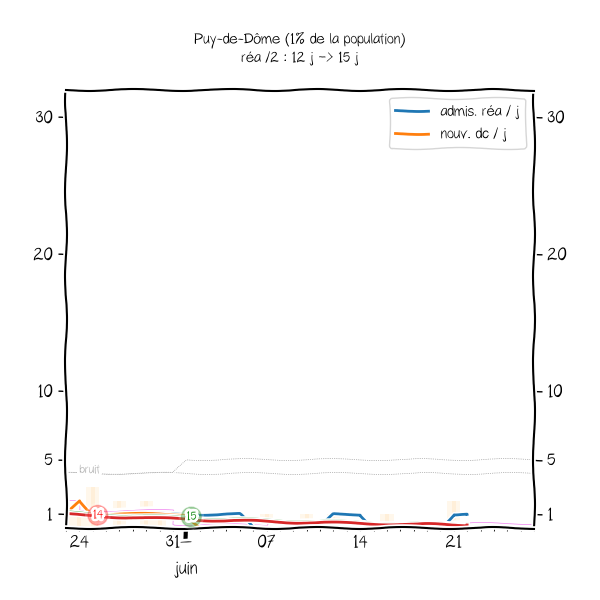 Puy-de-Dôme (1% de la population)
réa /2 : 12 j -> 15 j
admis. réa / j
nouv. dc / j
30
30
20
20
10
10
5
5
bruit
1
14
15
1
24
31
07
14
21
juin